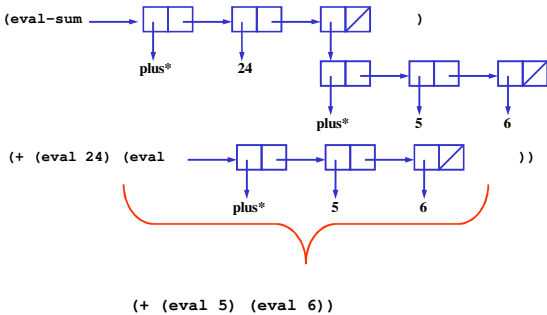 (eval-sum )
plus* 24
plus* 5 6
(+ (eval 24) (eval ))
plus* 5 6
(+ (eval 5) (eval 6))